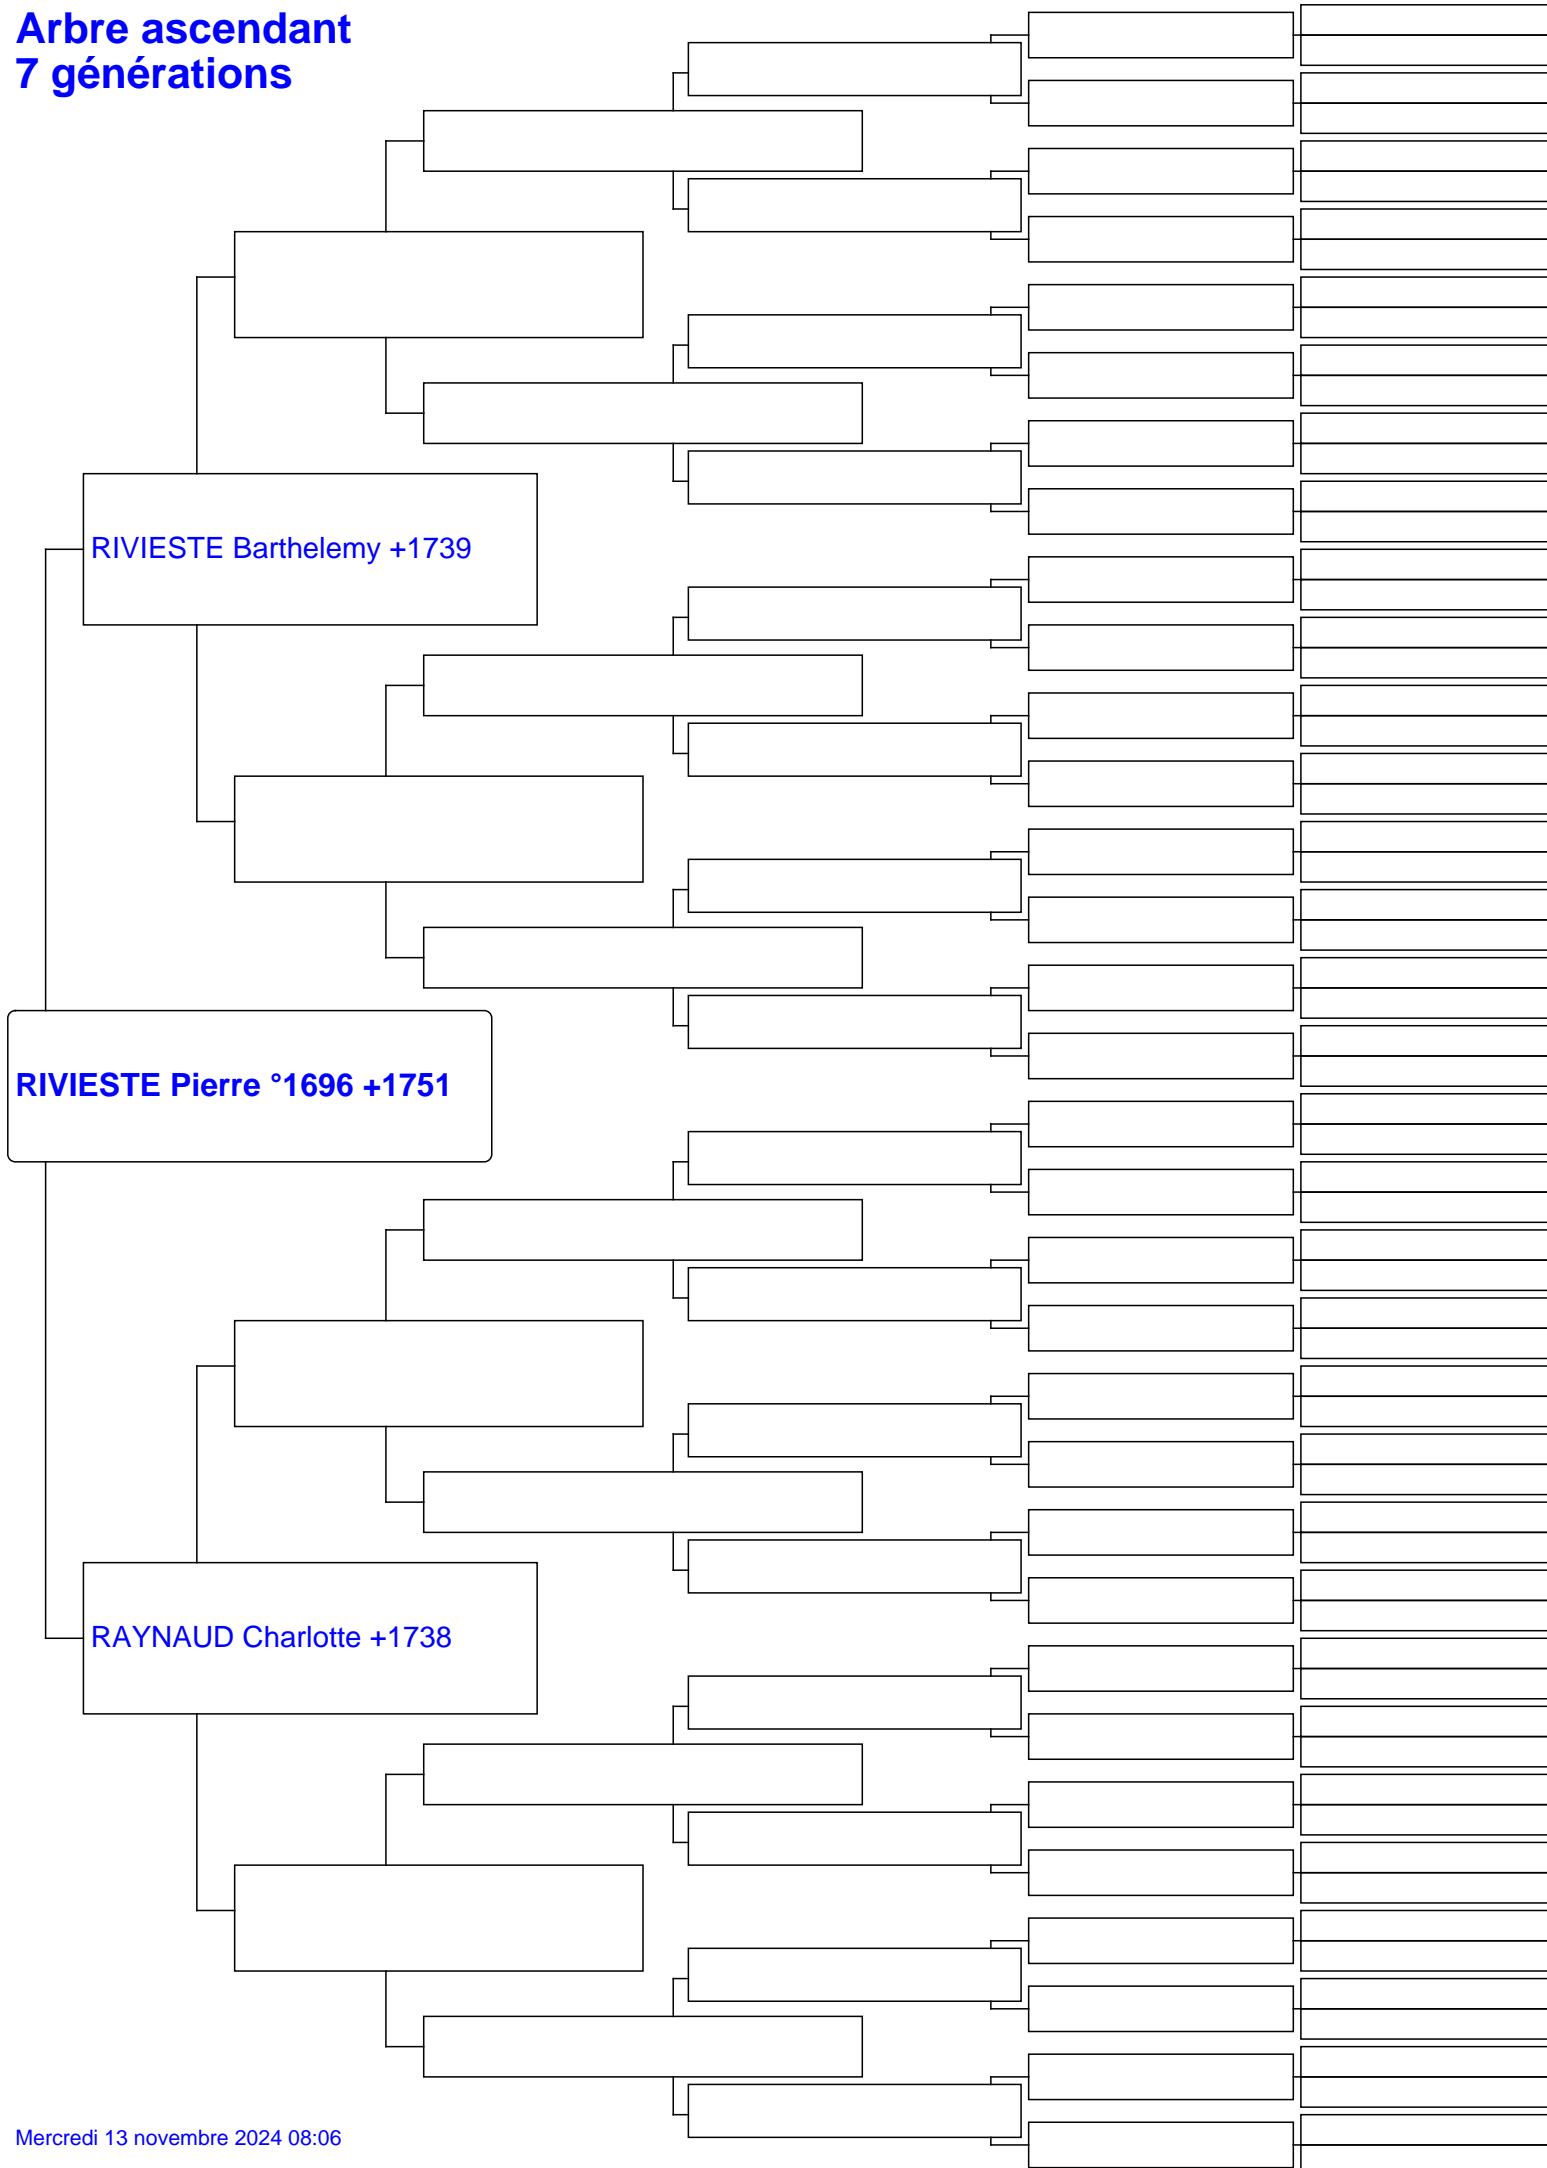 Arbre ascendant
7 générations
RIVIESTE Barthelemy +1739
RIVIESTE Pierre °1696 +1751
RAYNAUD Charlotte +1738
Mercredi 13 novembre 2024 08:06